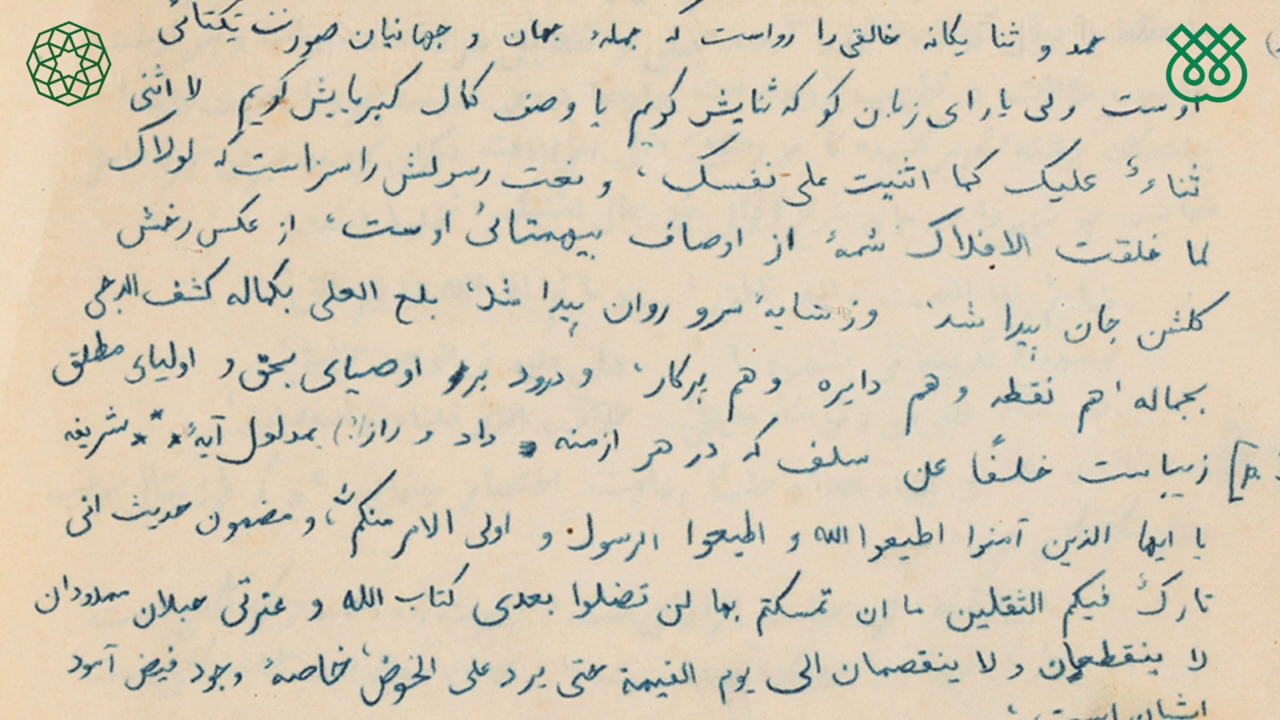 حمد و ثنا یگانه خالقی را رواست که جملهٔ جهان و جهانیان صورت یکتائی
اوست ولی یارای زبان کو که ثنایش گویم یا وصف کمال کبریایش گویم لا اثنی
ثناءً علیک کما اثنیت علی نفسک، و نعت رسولش را سزاست که لولاک
لما خلقت الافلاک شمهٔ از اوصاف بیهمتائی اوست، از عکس رخش
گلشن جان پیدا شد وز سایهٔ سرو روان پیدا شد، بلغ العلی بکماله کشف الدجی
بجماله، هم نقطه و هم دایره و هم پرگار، و درود بر اوصیای بحق و اولیای مطلق
زیباست خلفاً عن سلف که در هر ازمنه داد و راز(؟) بمدلول آیهٔ *** شریفه
یا ایها الذین آمنوا اطیعوا الله و اطیعوا الرسول و اولی الامر منکم، و مضمون حدیث انی
تارک فیکم الثقلین ما ان تمسکتم بهما لن تضلوا بعدی کتاب الله و عترتی حبلان ممدودان
لا ینقطعان و لا ینقصمان الی یوم القیمة حتی یردا علی الحوض، خاصهٔ وجود فیض آمود
ایشان است،